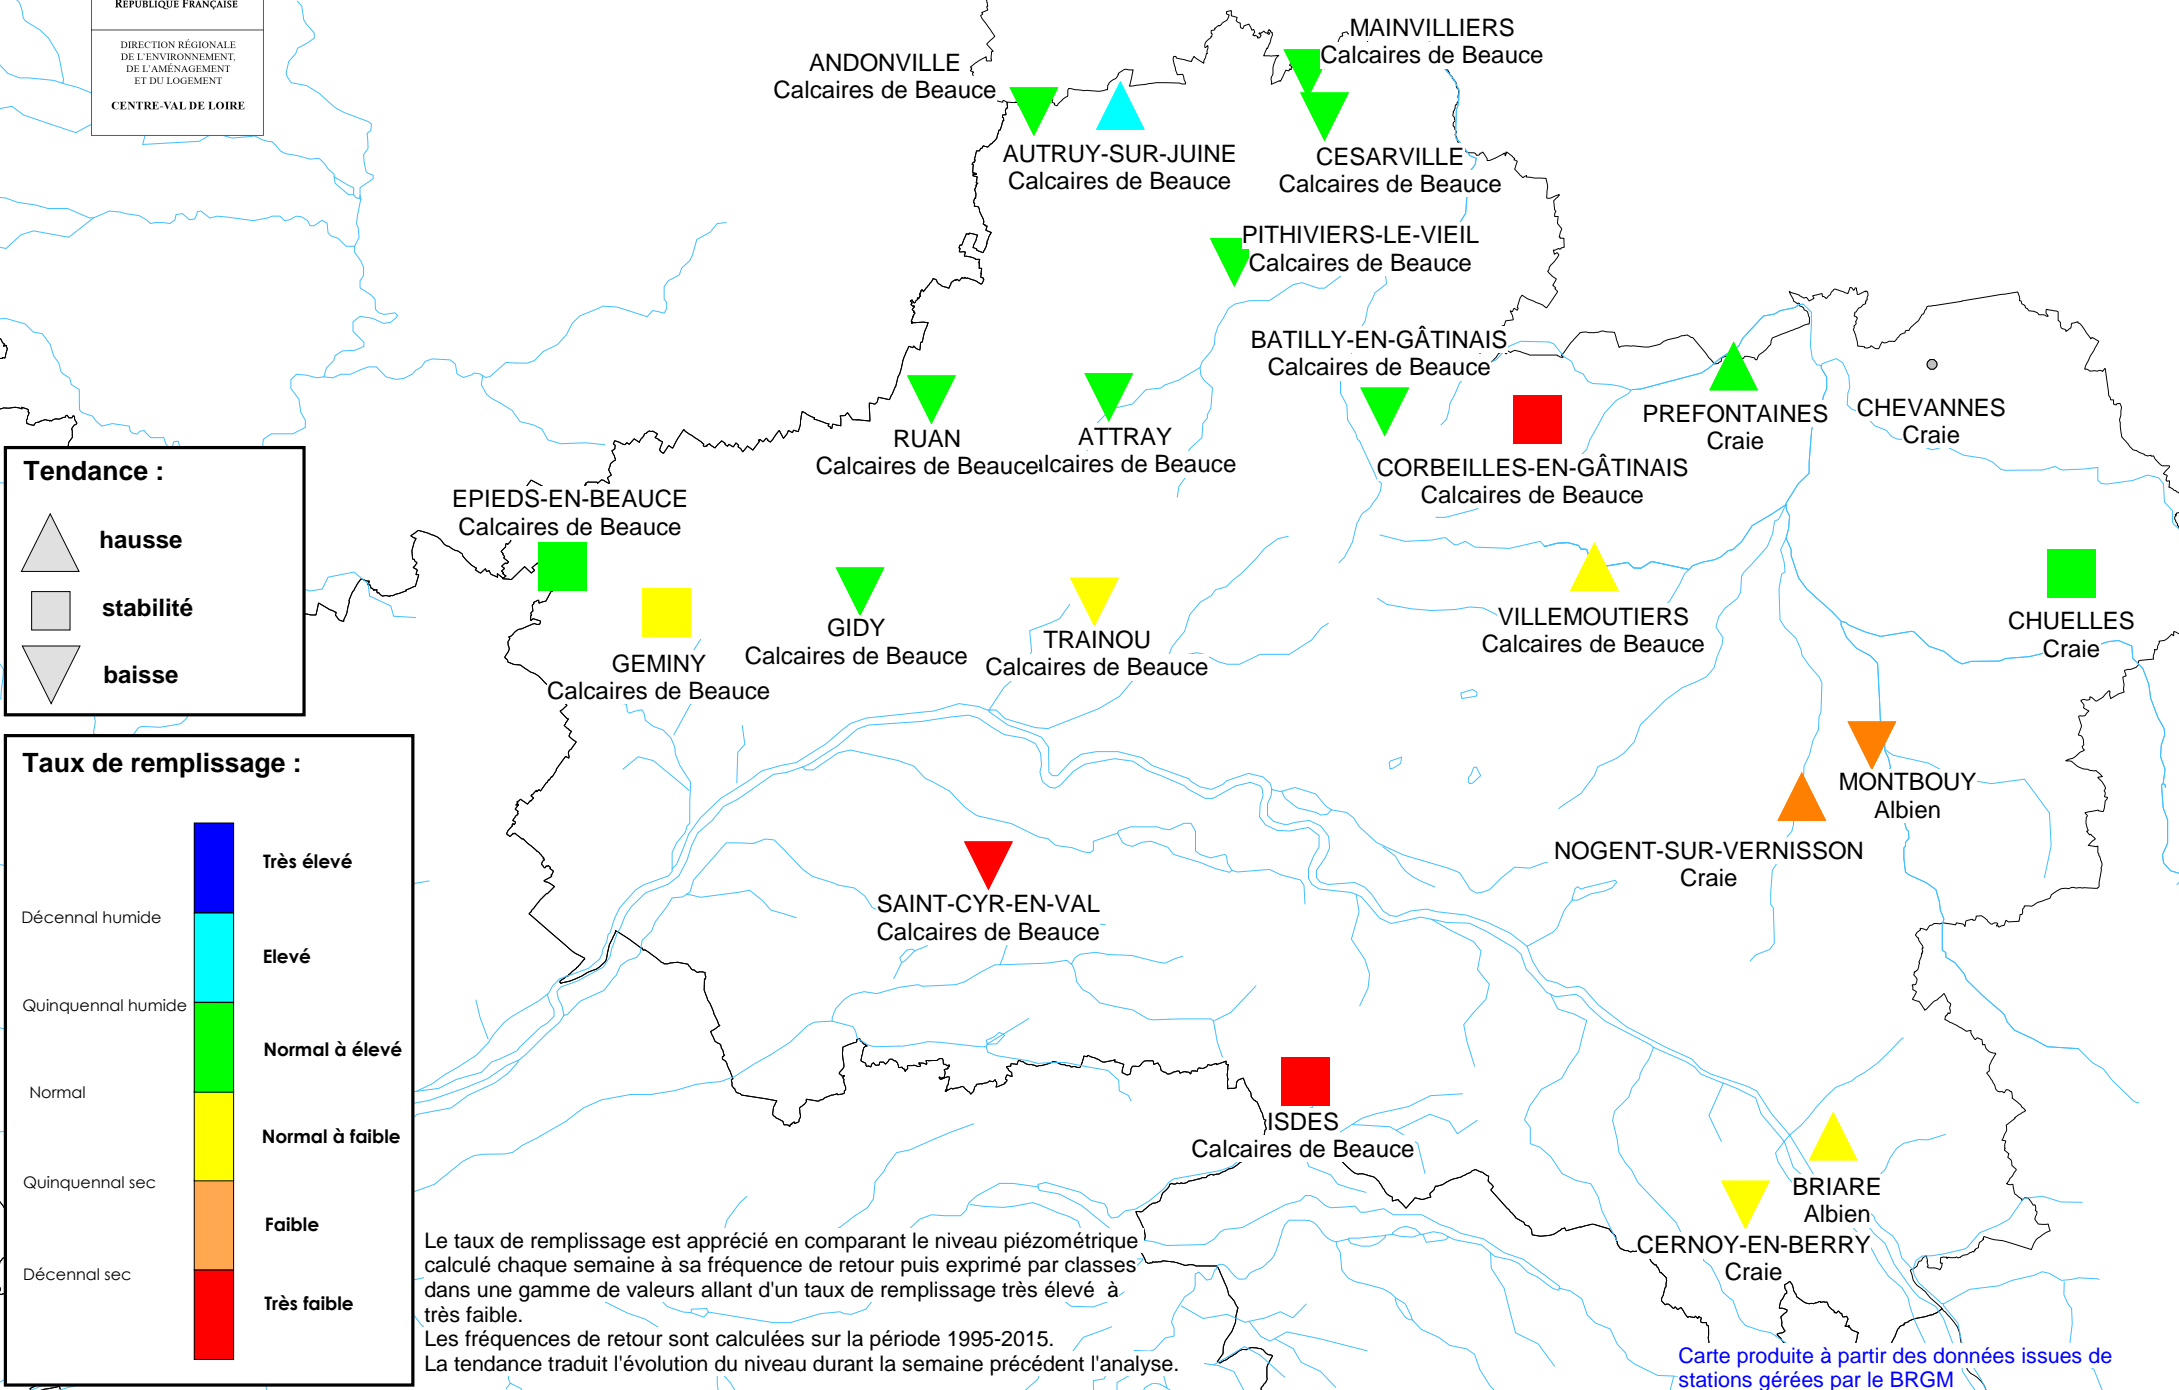 RÉPUBLIQUE FRANÇAISE
DIRECTION RÉGIONALE
DE L'ENVIRONNEMENT,
DE L'AMÉNAGEMENT
ET DU LOGEMENT
CENTRE-VAL DE LOIRE
MAINVILLIERS
Calcaires de Beauce
ANDONVILLE
Calcaires de Beauce
AUTRUY-SUR-JUINE
Calcaires de Beauce
CESARVILLE
Calcaires de Beauce
PITHIVIERS-LE-VIEIL
Calcaires de Beauce
BATILLY-EN-GÂTINAIS
Calcaires de Beauce
PREFONTAINES
Craie
CHEVANNES
Craie
RUAN
Calcaires de Beauce
ATTRAY
alcaires de Beauce
CORBEILLES-EN-GÂTINAIS
Calcaires de Beauce
EPIEDS-EN-BEAUCE
Calcaires de Beauce
GEMINY
Calcaires de Beauce
GIDY
Calcaires de Beauce
TRAINOU
Calcaires de Beauce
VILLEMOUTIERS
Calcaires de Beauce
CHUELLES
Craie
MONTBOUY
Albien
NOGENT-SUR-VERNISSON
Craie
SAINT-CYR-EN-VAL
Calcaires de Beauce
ISDES
Calcaires de Beauce
BRIARE
Albien
CERNOY-EN-BERRY
Craie
Tendance :
hausse
stabilité
baisse
Taux de remplissage :
Très élevé
Décennal humide
Elevé
Quinquennal humide
Normal à élevé
Normal
Normal à faible
Quinquennal sec
Faible
Décennal sec
Très faible
Le taux de remplissage est apprécié en comparant le niveau piézométrique
calculé chaque semaine à sa fréquence de retour puis exprimé par classes
dans une gamme de valeurs allant d'un taux de remplissage très élevé à
très faible.
Les fréquences de retour sont calculées sur la période 1995-2015.
La tendance traduit l'évolution du niveau durant la semaine précédent l'analyse.
Carte produite à partir des données issues de
stations gérées par le BRGM